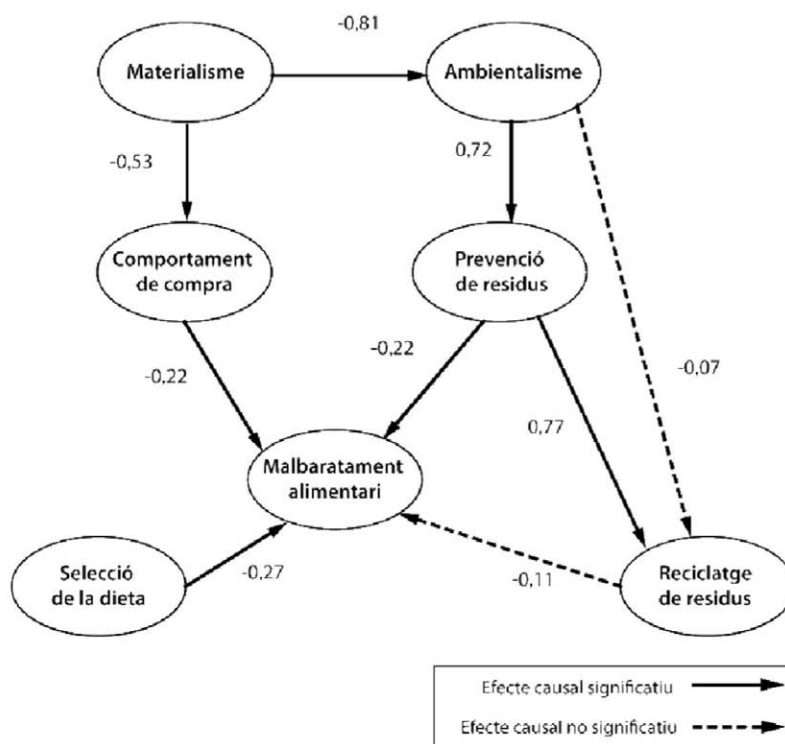 -0,81
Materialisme
Ambientalisme
-0,53
0,72
Comportament
de compra
Prevenció
de residus
-0,22
-0,22
-0,07
0,77
Malbaratament
alimentari
Selecció
de la dieta
-0,27
-0,11
Reciclatge
de residus
Efecte causal significatiu
Efecte causal no significatiu